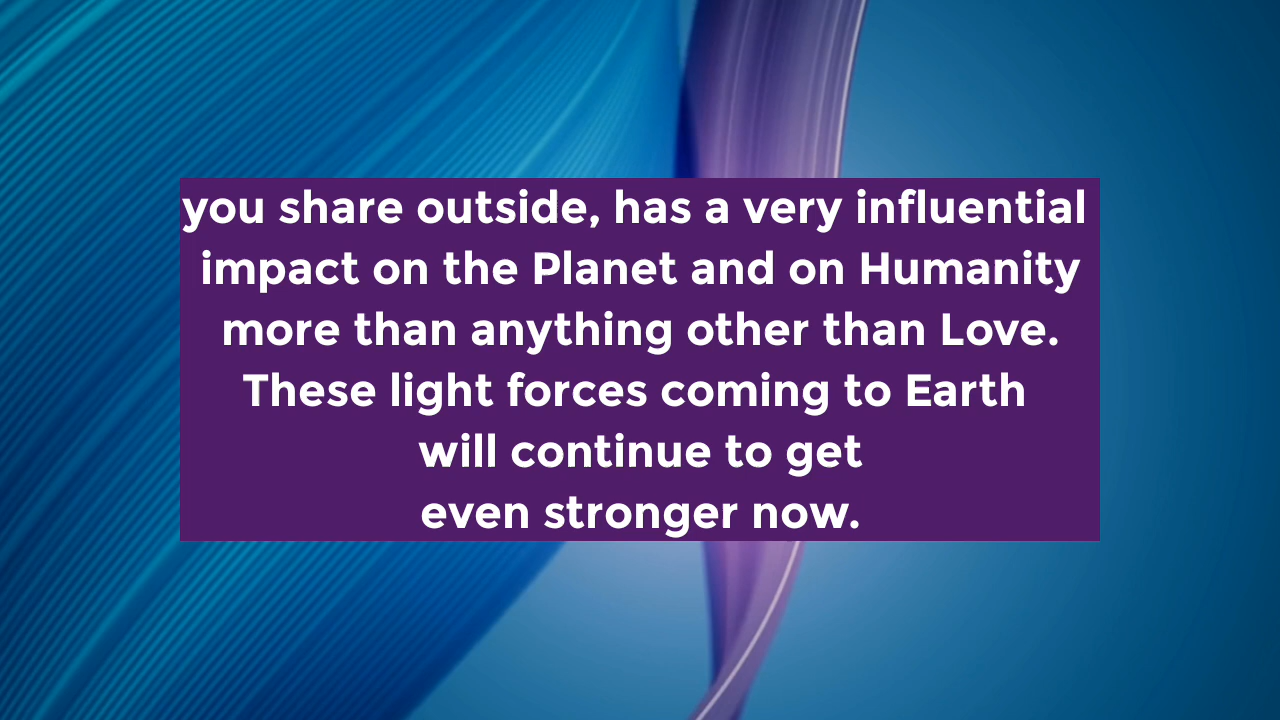 you share outside, has a very influential
impact on the Planet and on Humanity
more than anything other than Love.
These light forces coming to Earth
will continue to get
even stronger now.